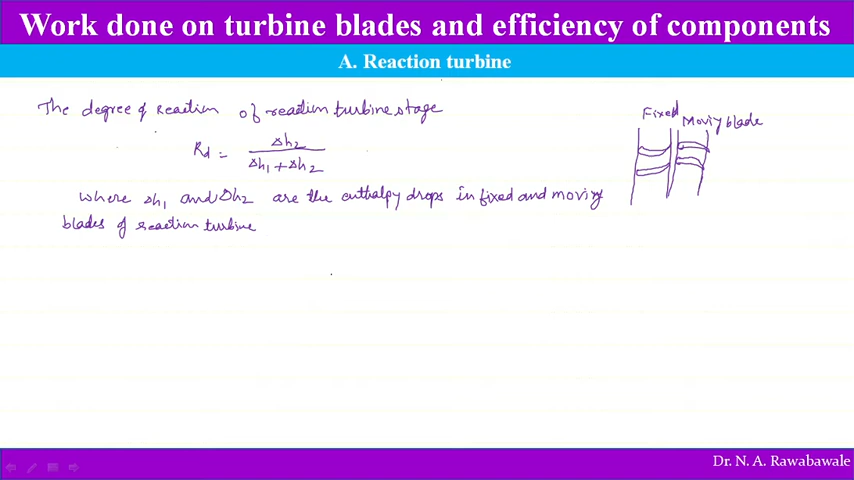 Work done on turbine blades and efficiency of components
A. Reaction turbine
The degree of reaction of reaction turbine stage
Fixed
Moving blade
Rd = Δh2 / (Δh1 + Δh2)
where Δh1 and Δh2 are the enthalpy drops in fixed and moving
blades of reaction turbine
Dr. N. A. Rawabawale